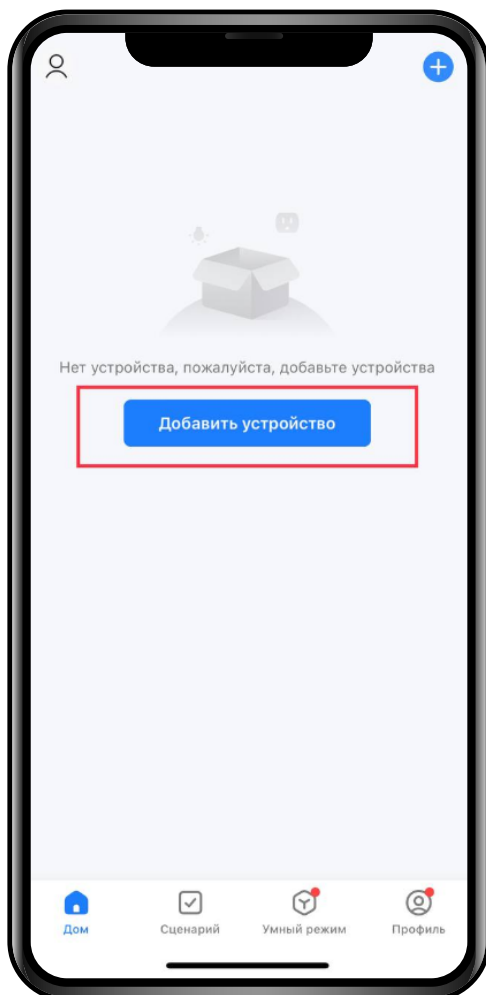 Нет устройства, пожалуйста, добавьте устройства
Добавить устройство
Дом
Сценарий
Умный режим
Профиль